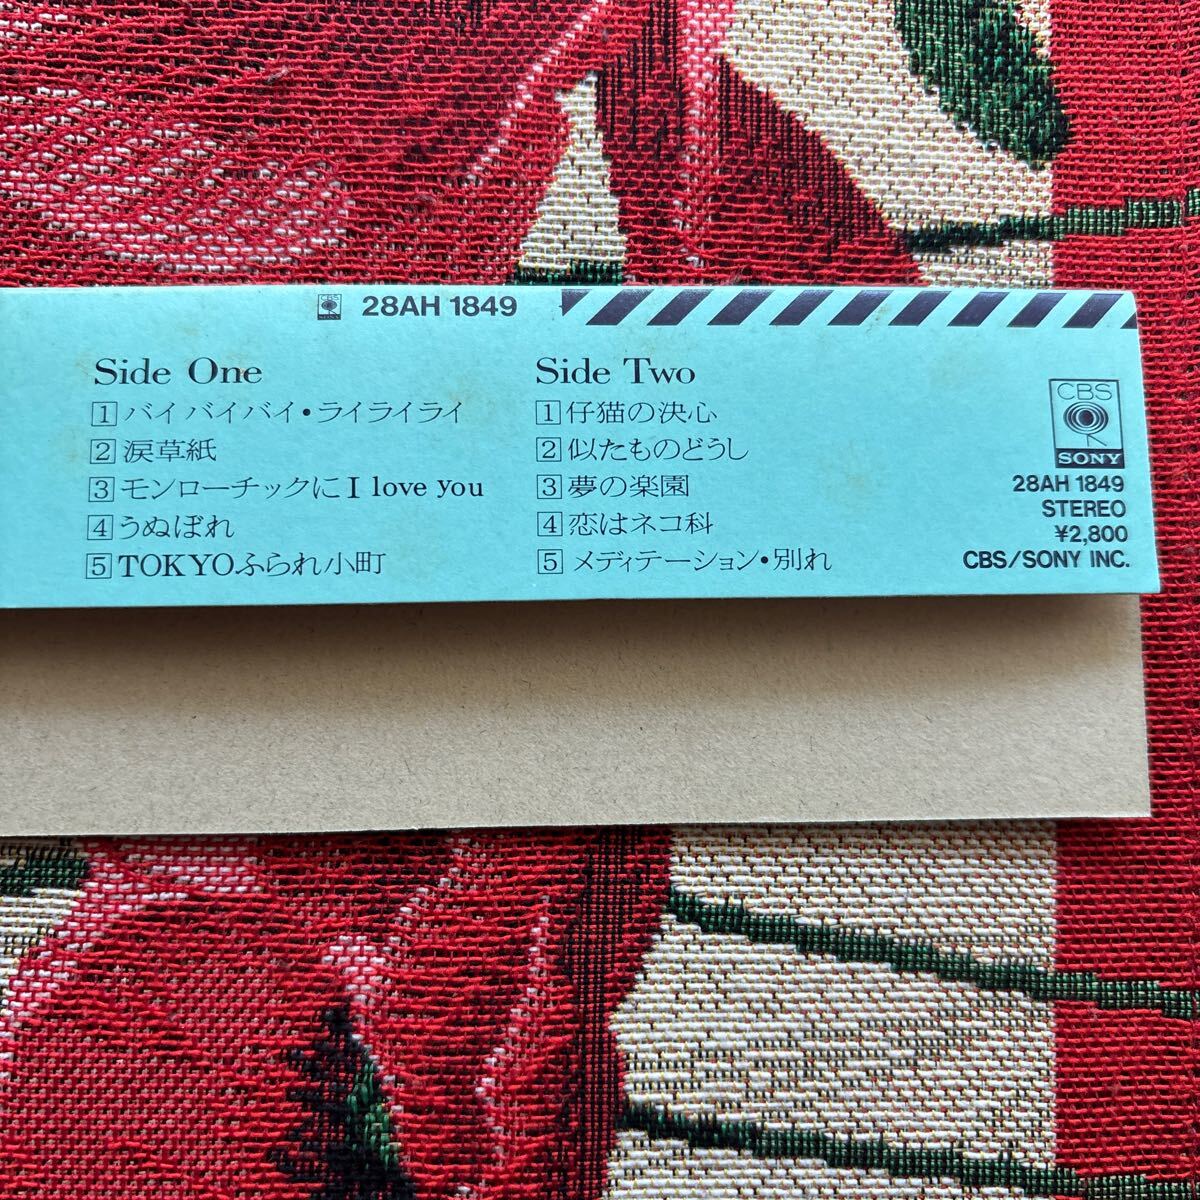 CBS SONY 28AH 1849
Side One
1 バイバイバイ・ライライライ
2 涙草紙
3 モンローチックにI love you
4 うぬぼれ
5 TOKYOふられ小町
Side Two
1 仔猫の決心
2 似たものどうし
3 夢の楽園
4 恋はネコ科
5 メディテーション・別れ
CBS
SONY
28AH 1849
STEREO
¥2,800
CBS/SONY INC.